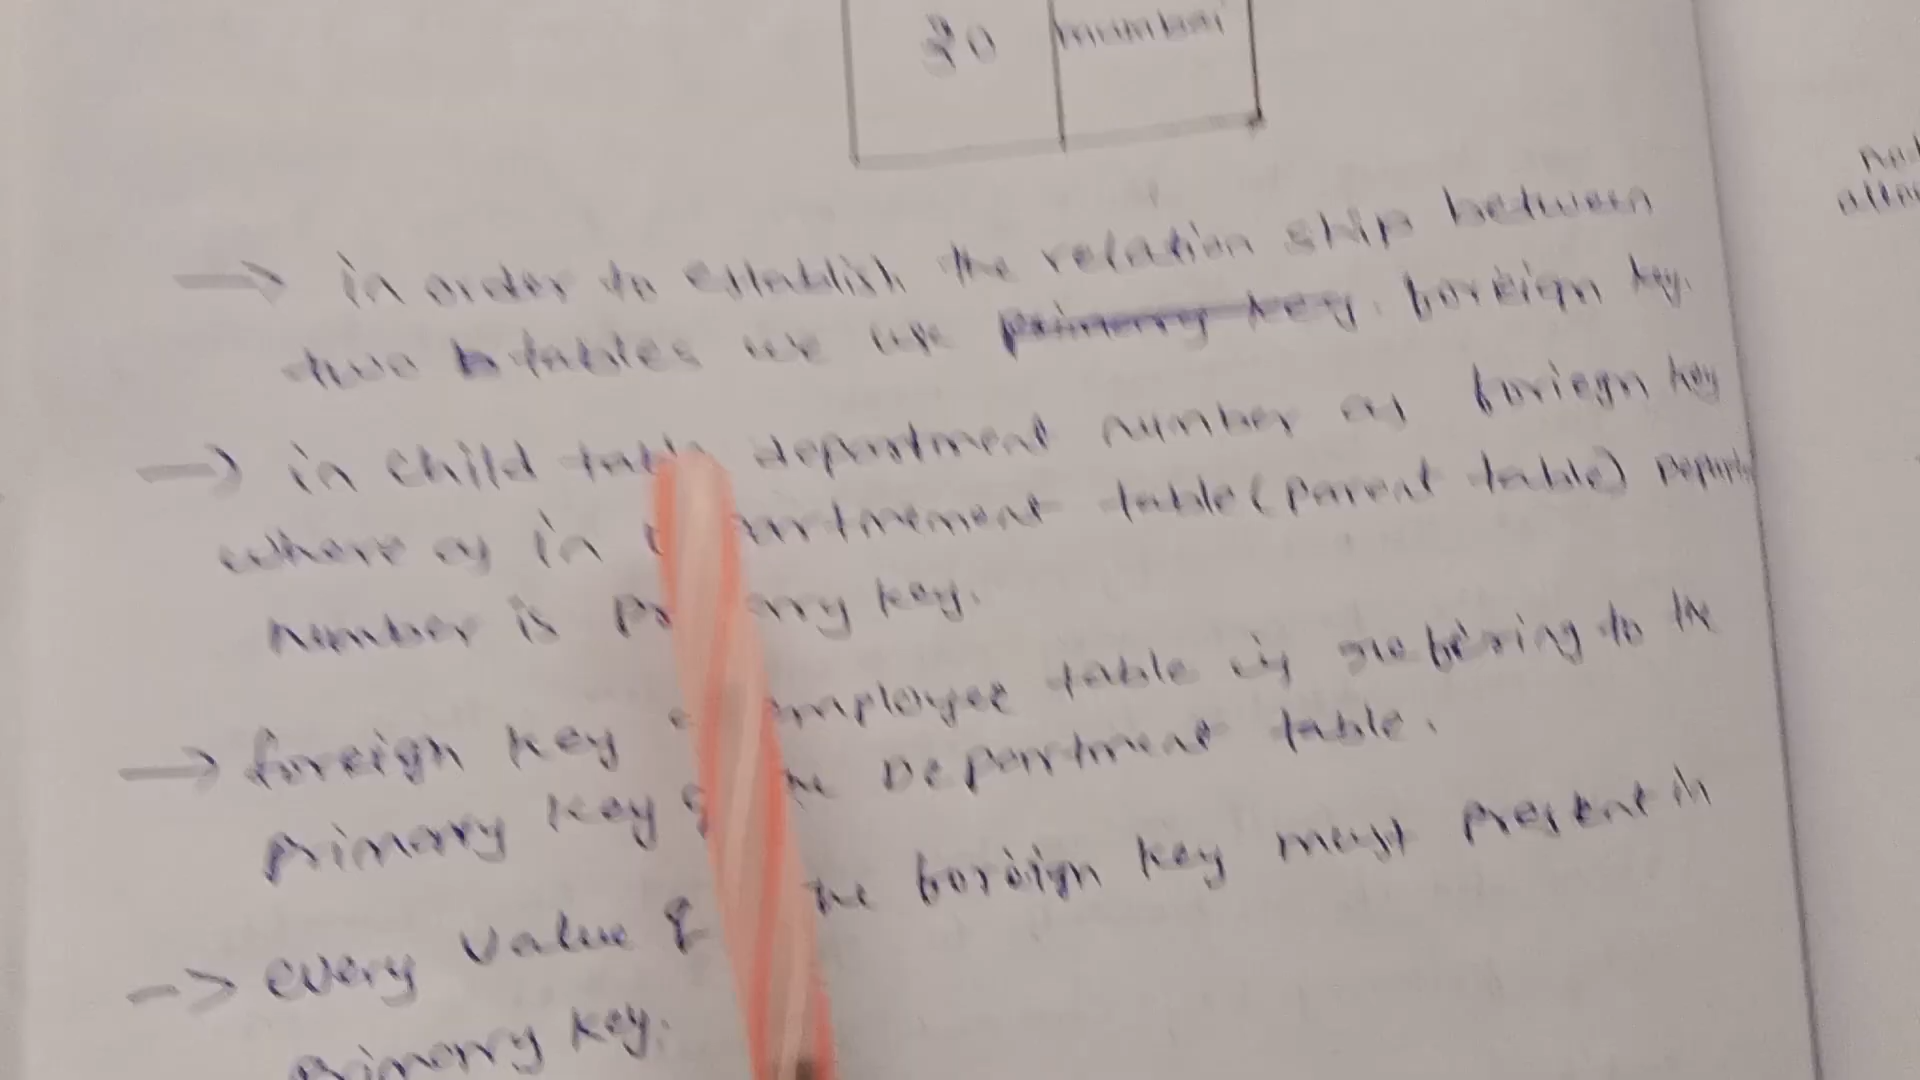 30 mumbai
→ in order to establish the relation ship between
two tables we use primary key. foreign key.
→ in child table department number as foriegn key
where as in department table (parent table)
number is primary key.
→ foreign key employee table is refering to the
primary key the Department table.
→ every value the foreign key must present in
primary key.